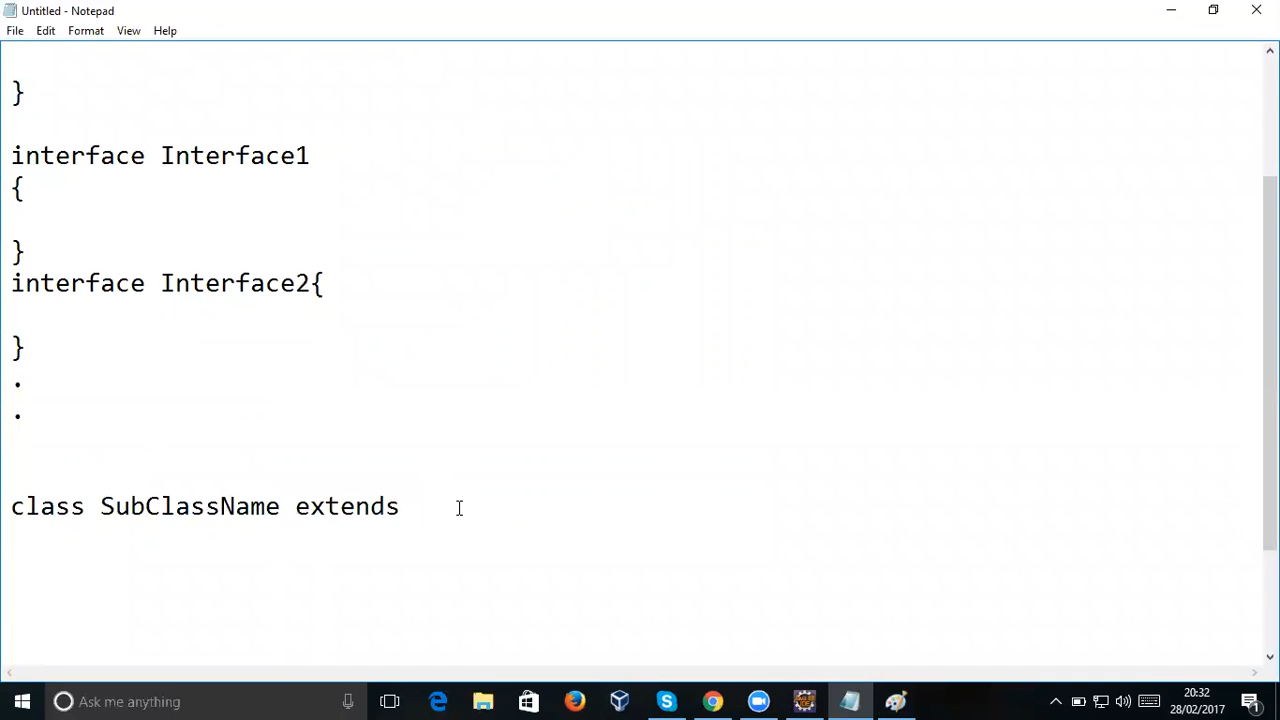 Untitled - Notepad
File Edit Format View Help
}
interface Interface1
{
}
interface Interface2{
}
.
.
class SubClassName extends
Ask me anything
20:32
28/02/2017
1